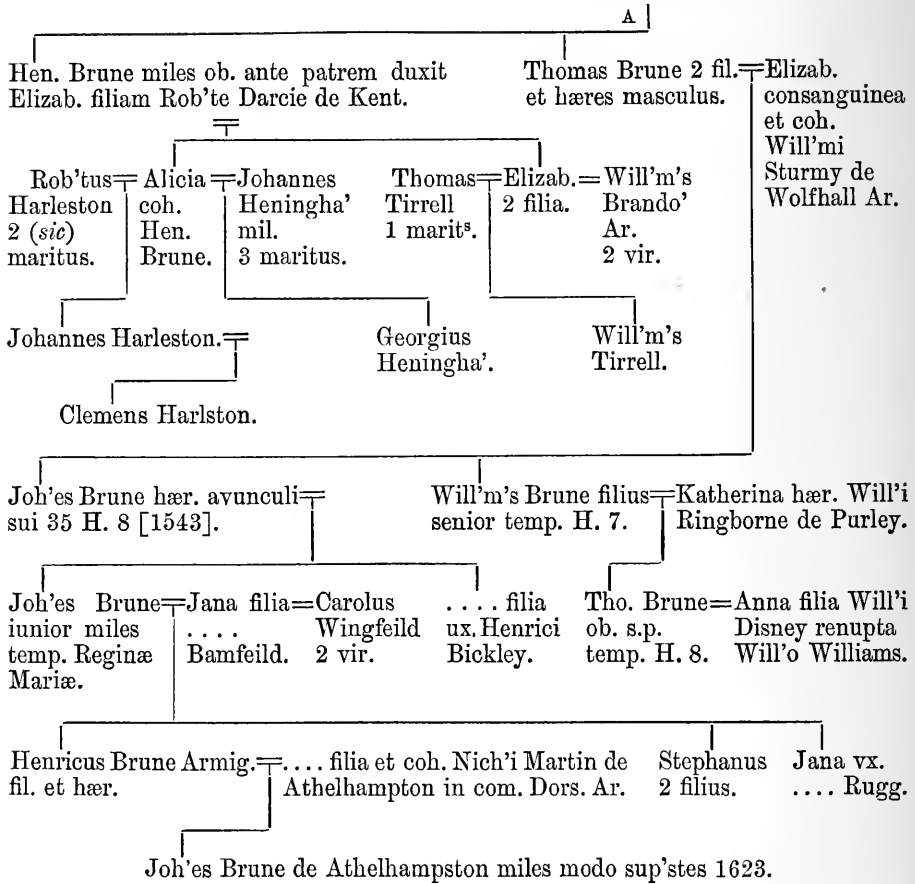 A
Hen. Brune miles ob. ante patrem duxit
Elizab. filiam Rob'te Darcie de Kent.
Thomas Brune 2 fil.
et hæres masculus.
Elizab.
consanguinea
et coh.
Will'mi
Sturmy de
Wolfhall Ar.
Rob'tus
Harleston
2 (sic)
maritus.
Alicia
coh.
Hen.
Brune.
Johannes
Heningha'
mil.
3 maritus.
Thomas
Tirrell
1 maritˢ.
Elizab.
2 filia.
Will'm's
Brando'
Ar.
2 vir.
Johannes Harleston.
Georgius
Heningha'.
Will'm's
Tirrell.
Clemens Harlston.
Joh'es Brune hær. avunculi
sui 35 H. 8 [1543].
Will'm's Brune filius
senior temp. H. 7.
Katherina hær. Will'i
Ringborne de Purley.
Joh'es Brune
iunior miles
temp. Reginæ
Mariæ.
Jana filia
. . . .
Bamfeild.
Carolus
Wingfeild
2 vir.
. . . . filia
ux. Henrici
Bickley.
Tho. Brune
ob. s.p.
temp. H. 8.
Anna filia Will'i
Disney renupta
Will'o Williams.
Henricus Brune Armig.
fil. et hær.
. . . . filia et coh. Nich'i Martin de
Athelhampton in com. Dors. Ar.
Stephanus
2 filius.
Jana vx.
. . . . Rugg.
Joh'es Brune de Athelhampston miles modo sup'stes 1623.